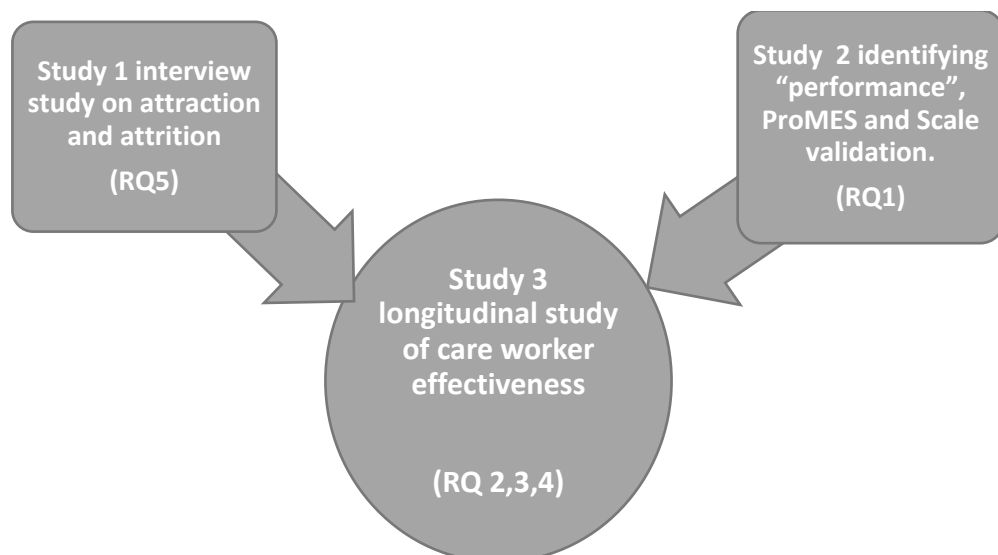 Study 1 interview
study on attraction
and attrition
(RQ5)
Study  2 identifying
“performance”,
ProMES and Scale
validation.
(RQ1)
Study 3
longitudinal study
of care worker
effectiveness
(RQ 2,3,4)